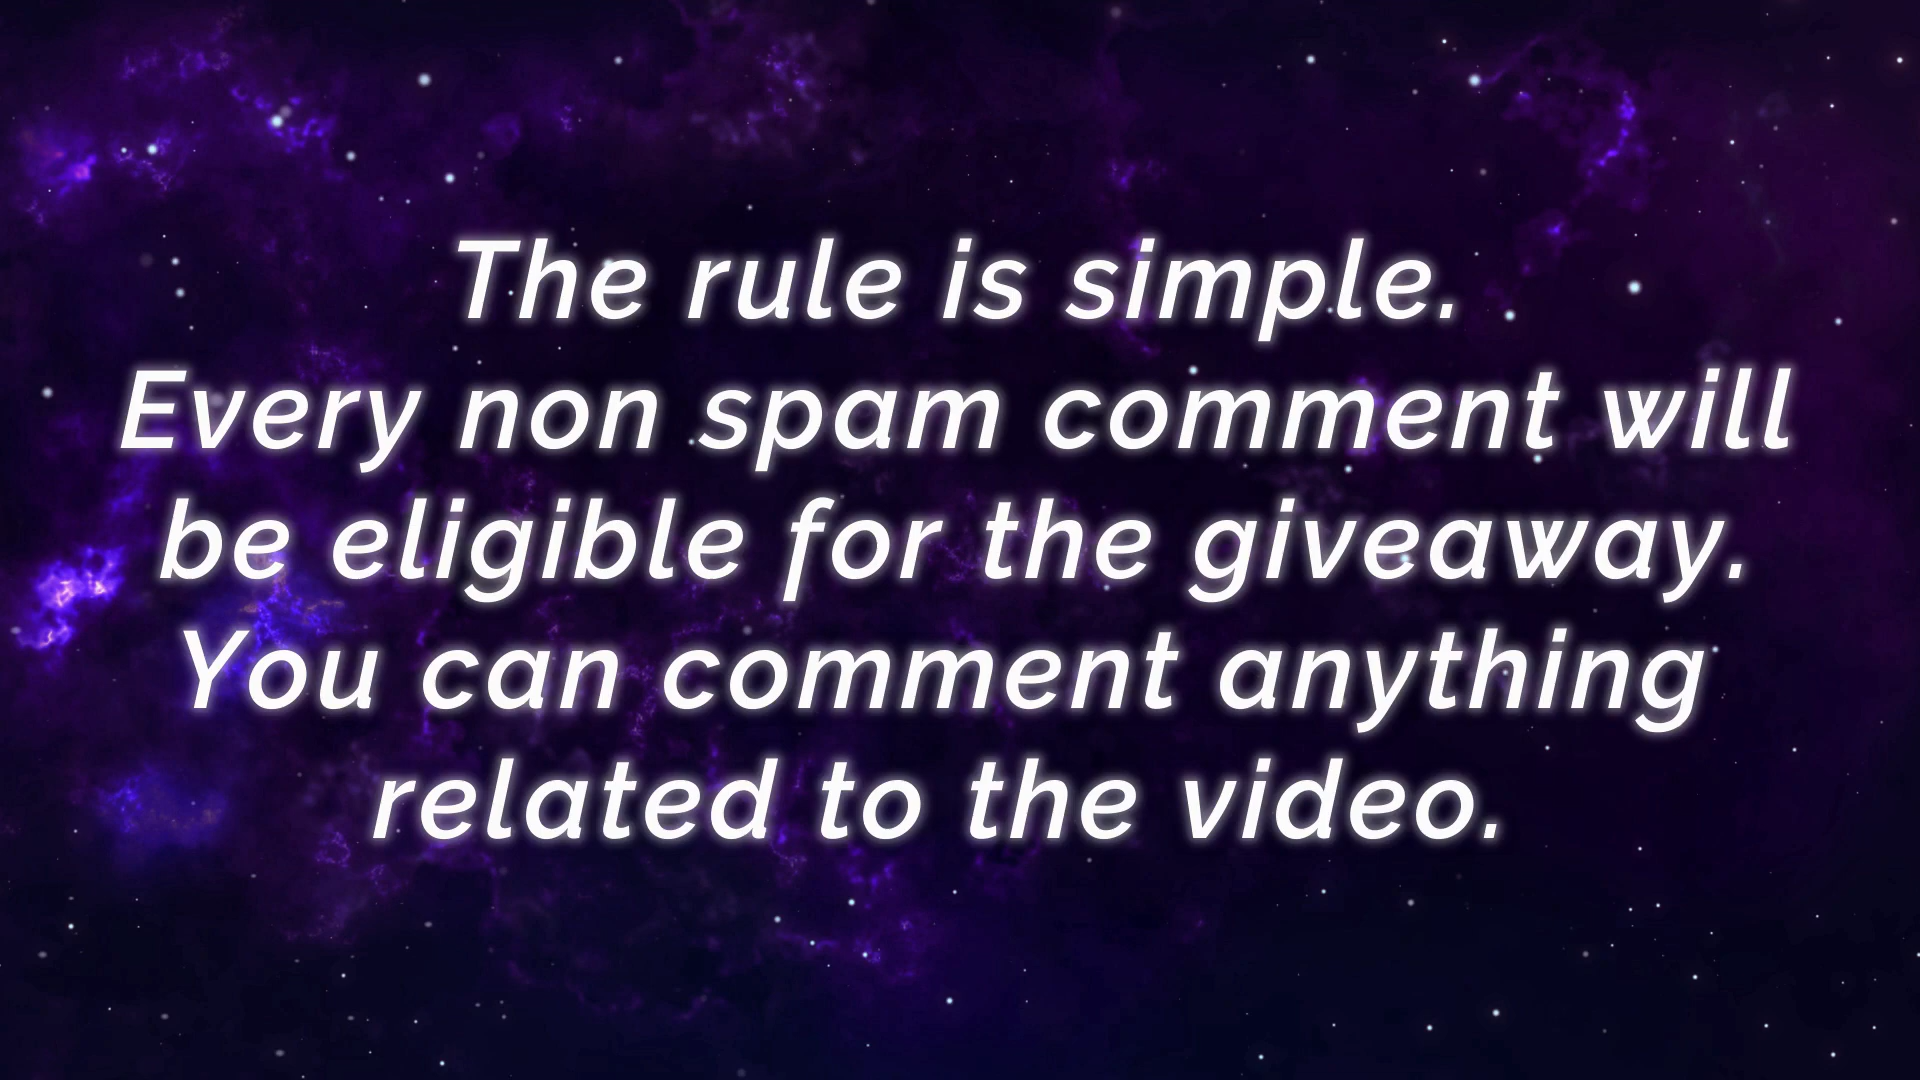 The rule is simple.
Every non spam comment will
be eligible for the giveaway.
You can comment anything
related to the video.